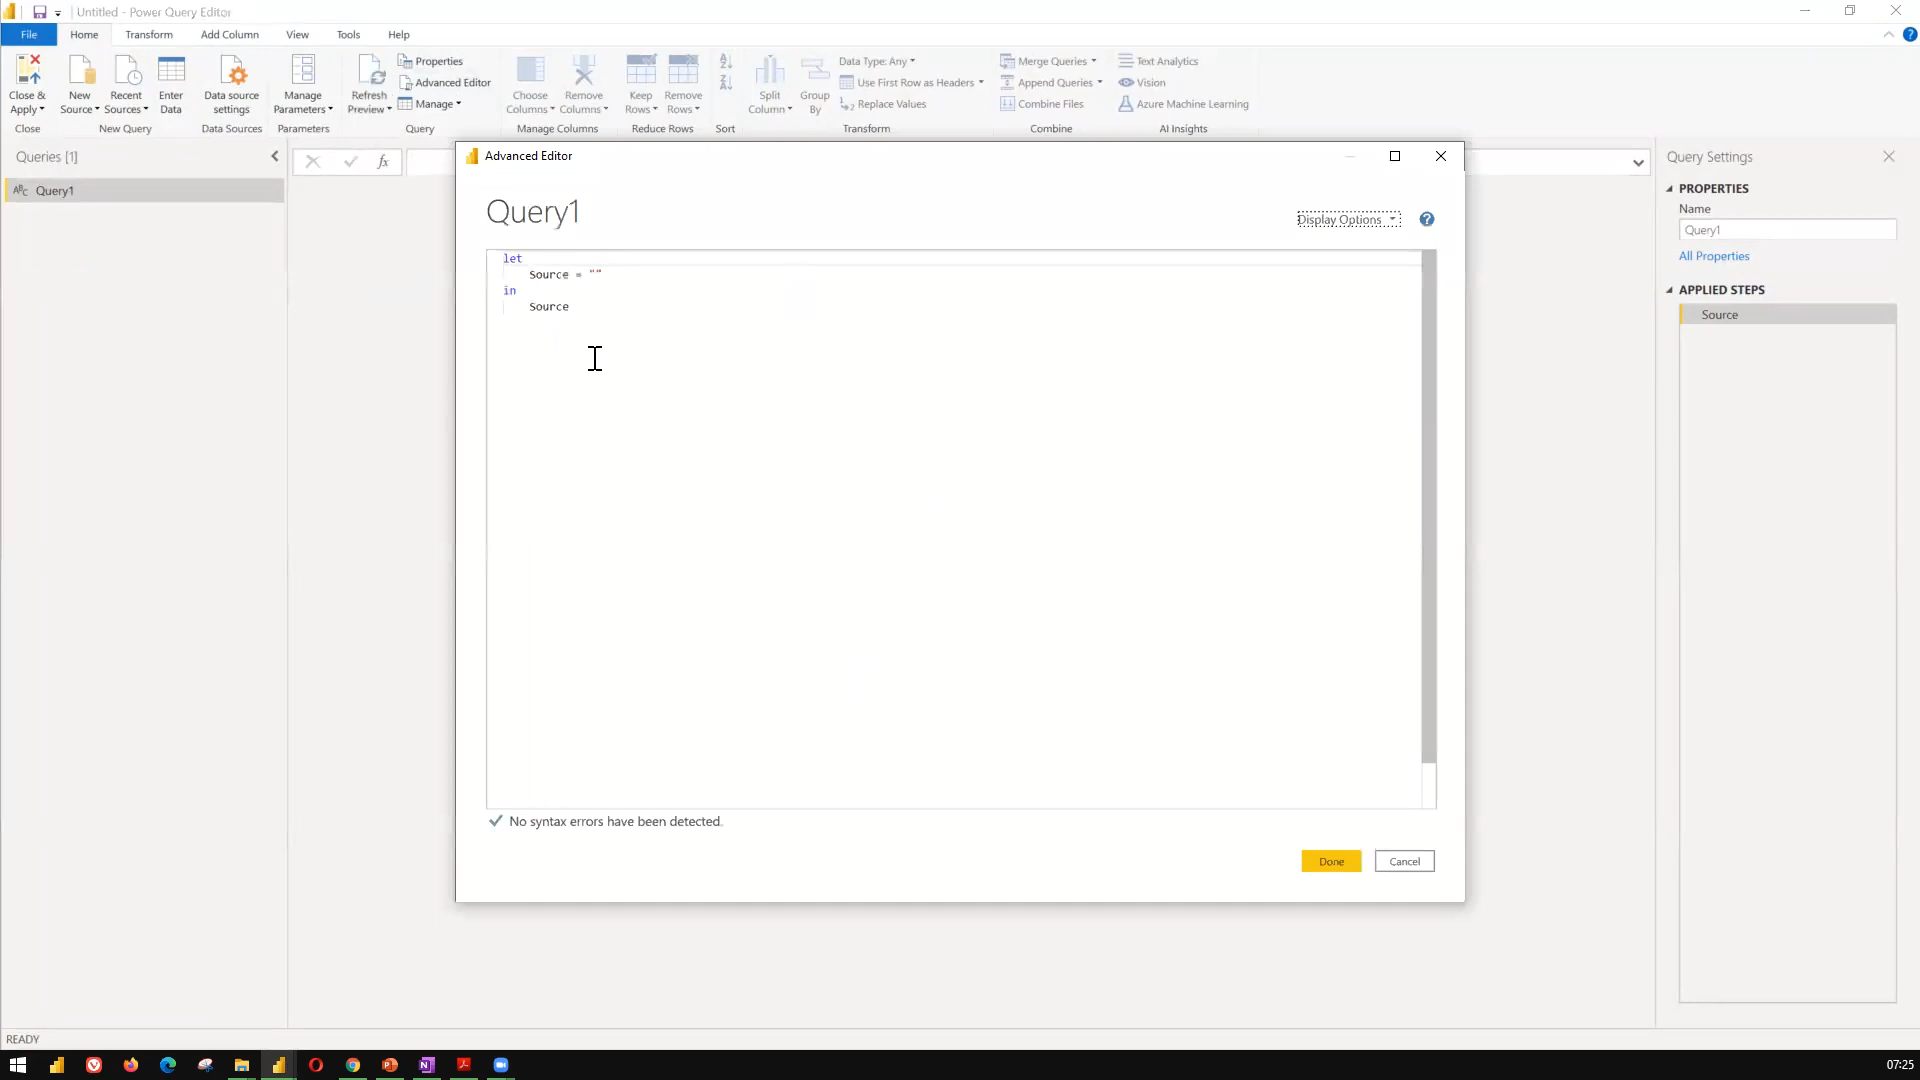 Untitled - Power Query Editor
File Home Transform Add Column View Tools Help
Close & Apply
New Source
Recent Sources
Enter Data
Data source settings
Manage Parameters
Refresh Preview
Properties
Advanced Editor
Manage
Choose Columns
Remove Columns
Keep Rows
Remove Rows
Split Column
Group By
Data Type: Any
Use First Row as Headers
Replace Values
Merge Queries
Append Queries
Combine Files
Text Analytics
Vision
Azure Machine Learning
Close New Query Data Sources Parameters Query Manage Columns Reduce Rows Sort Transform Combine AI Insights
Queries [1]
ABC Query1
fx
Advanced Editor
Query1
Display Options
?
let
Source = ""
in
Source
No syntax errors have been detected.
Done Cancel
Query Settings
PROPERTIES
Name
Query1
All Properties
APPLIED STEPS
Source
READY
07:25